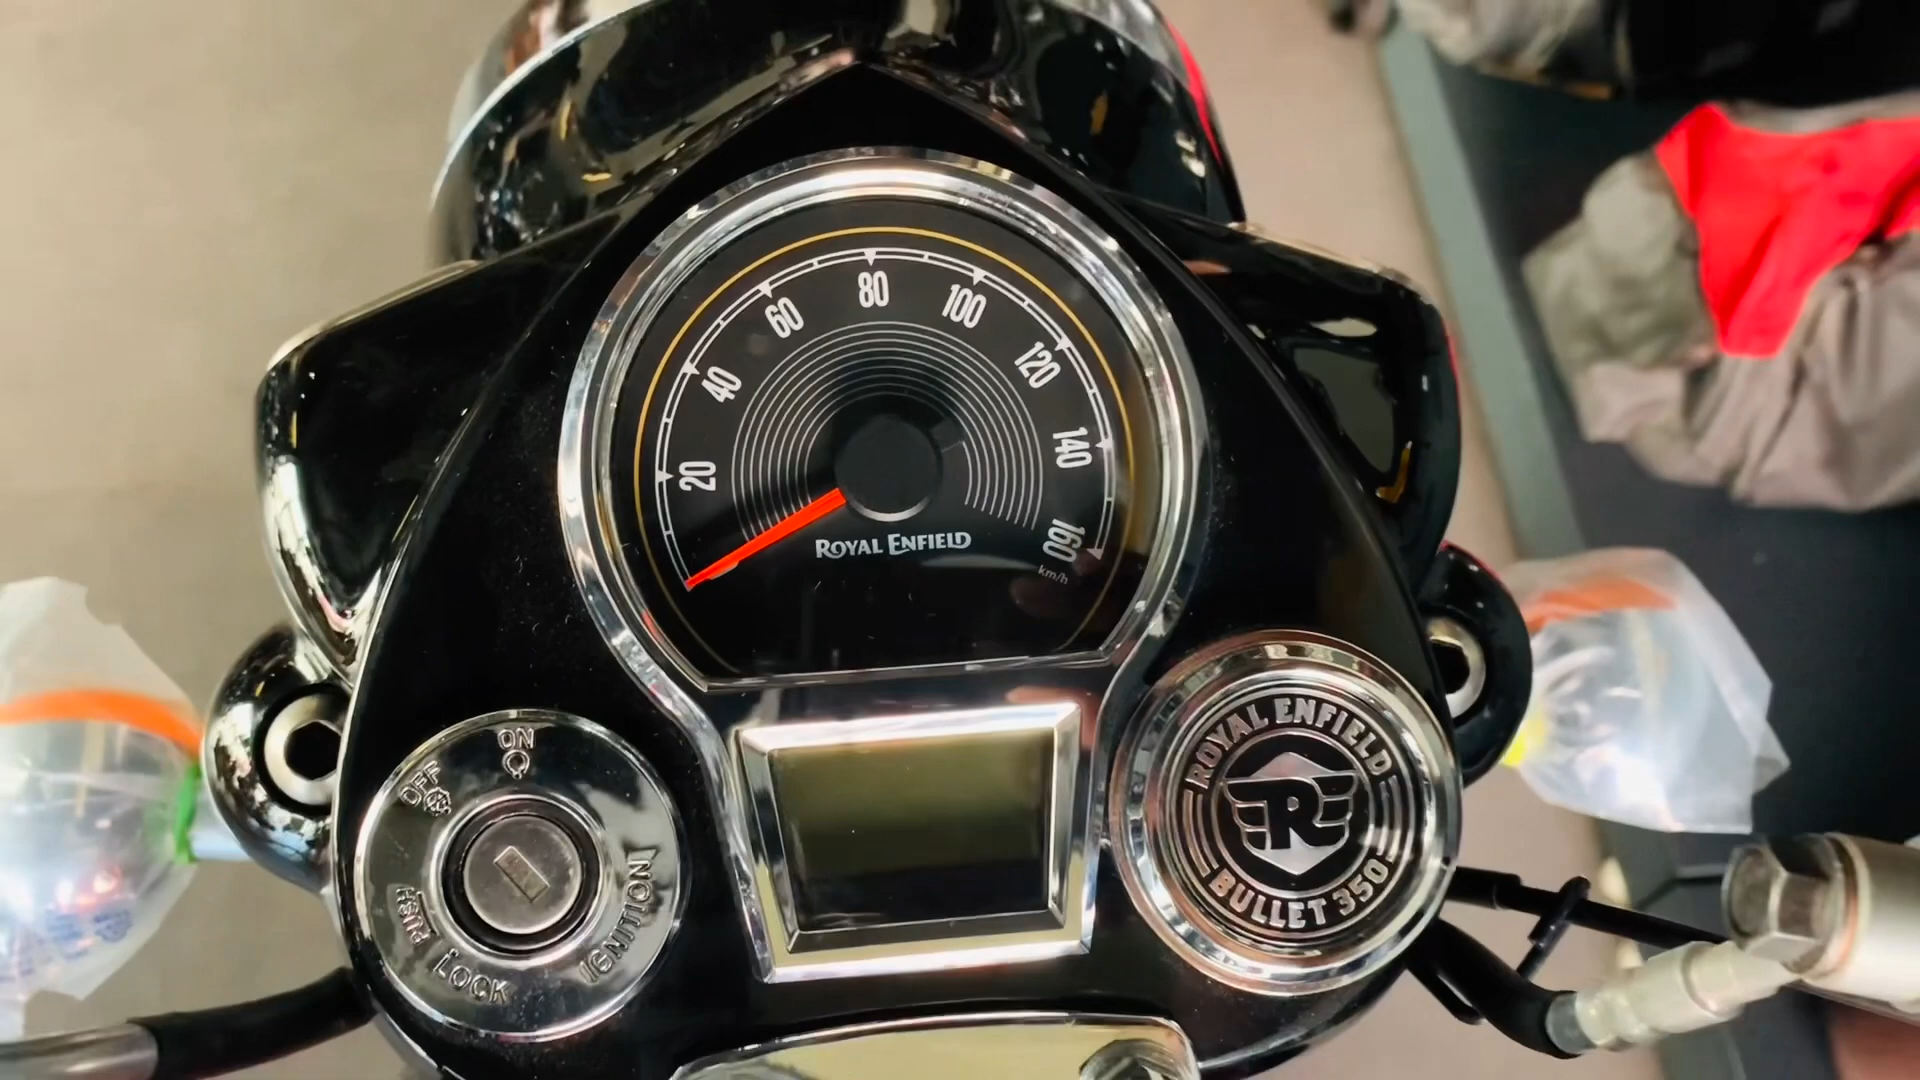 20
40
60
80
100
120
140
160
km/h
ROYAL ENFIELD
ON
OFF
PUSH
LOCK
IGNITION
ROYAL ENFIELD
R
BULLET 350